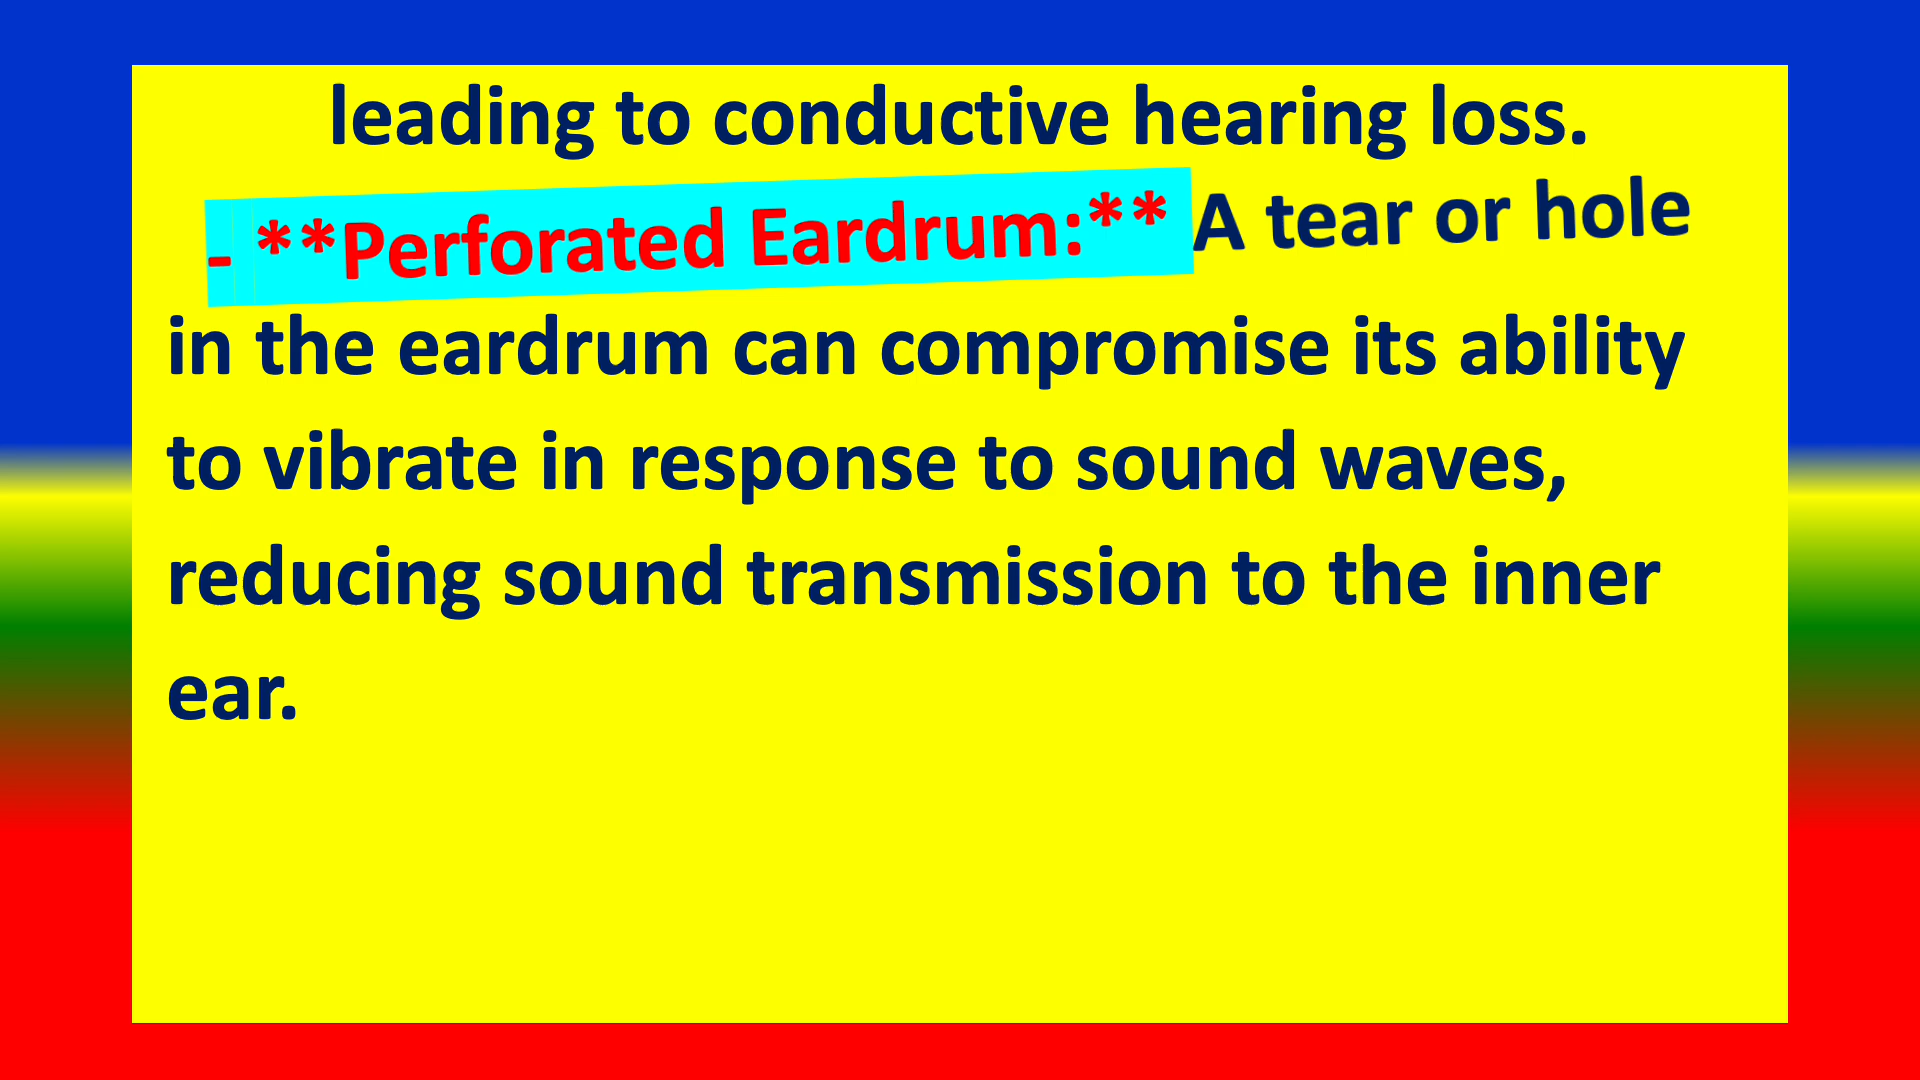 leading to conductive hearing loss.
- **Perforated Eardrum:** A tear or hole
in the eardrum can compromise its ability
to vibrate in response to sound waves,
reducing sound transmission to the inner
ear.